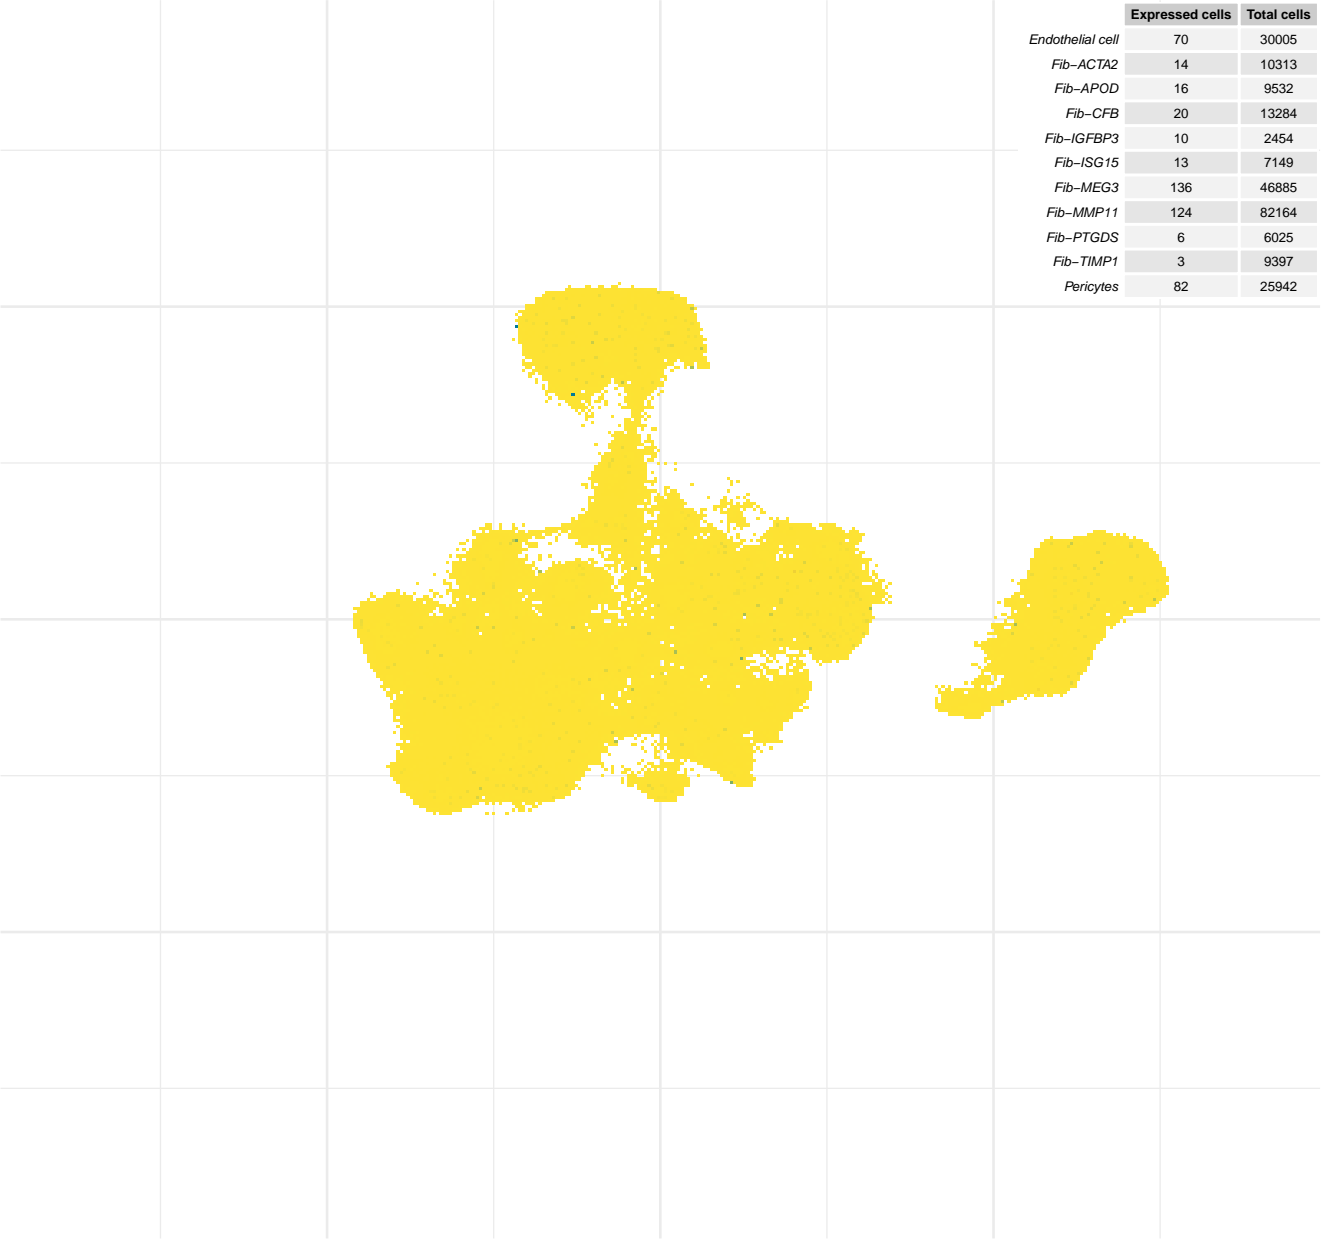 Expressed cells Total cells
Endothelial cell 70 30005
Fib−ACTA2 14 10313
Fib−APOD 16 9532
Fib−CFB 20 13284
Fib−IGFBP3 10 2454
Fib−ISG15 13 7149
Fib−MEG3 136 46885
Fib−MMP11 124 82164
Fib−PTGDS 6 6025
Fib−TIMP1 3 9397
Pericytes 82 25942